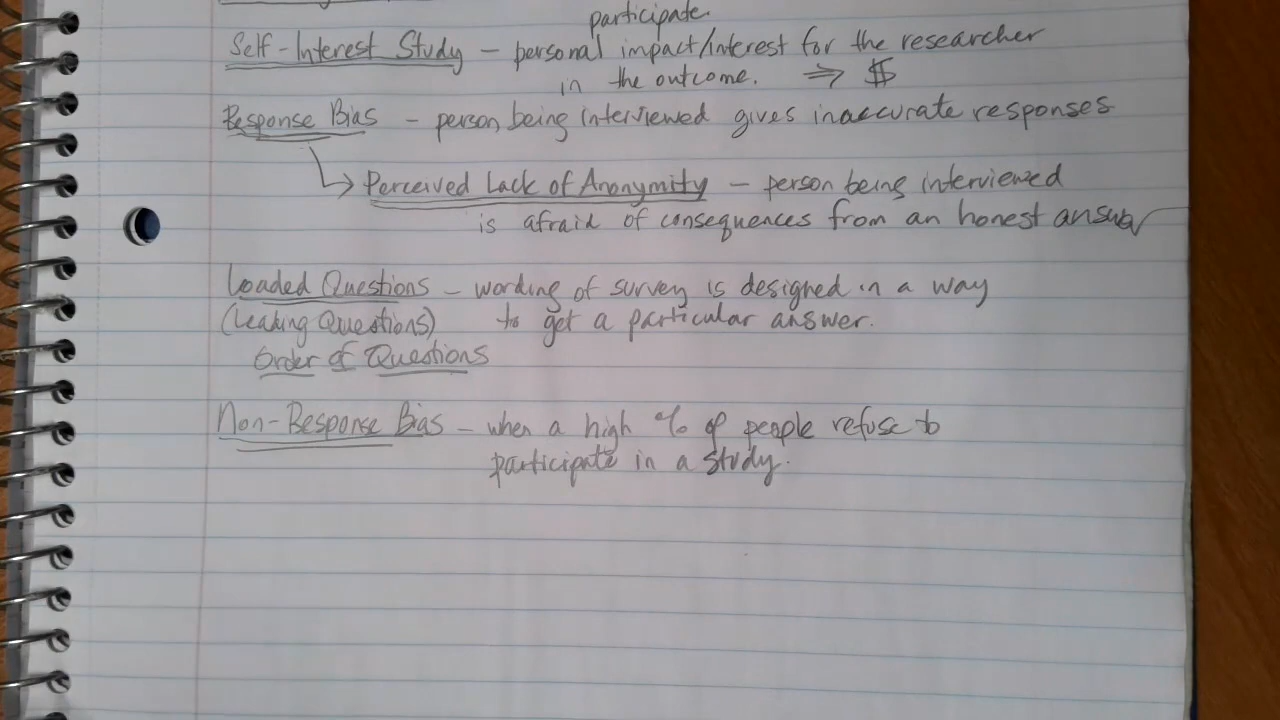 participate.
Self-Interest Study – personal impact/interest for the researcher
in the outcome. ⇒ $
Response Bias – person being interviewed gives inaccurate responses
↳ Perceived Lack of Anonymity – person being interviewed
is afraid of consequences from an honest answer
Loaded Questions – wording of survey is designed in a way
(Leading Questions) to get a particular answer.
Order of Questions
Non-Response Bias – when a high % of people refuse to
participate in a study.